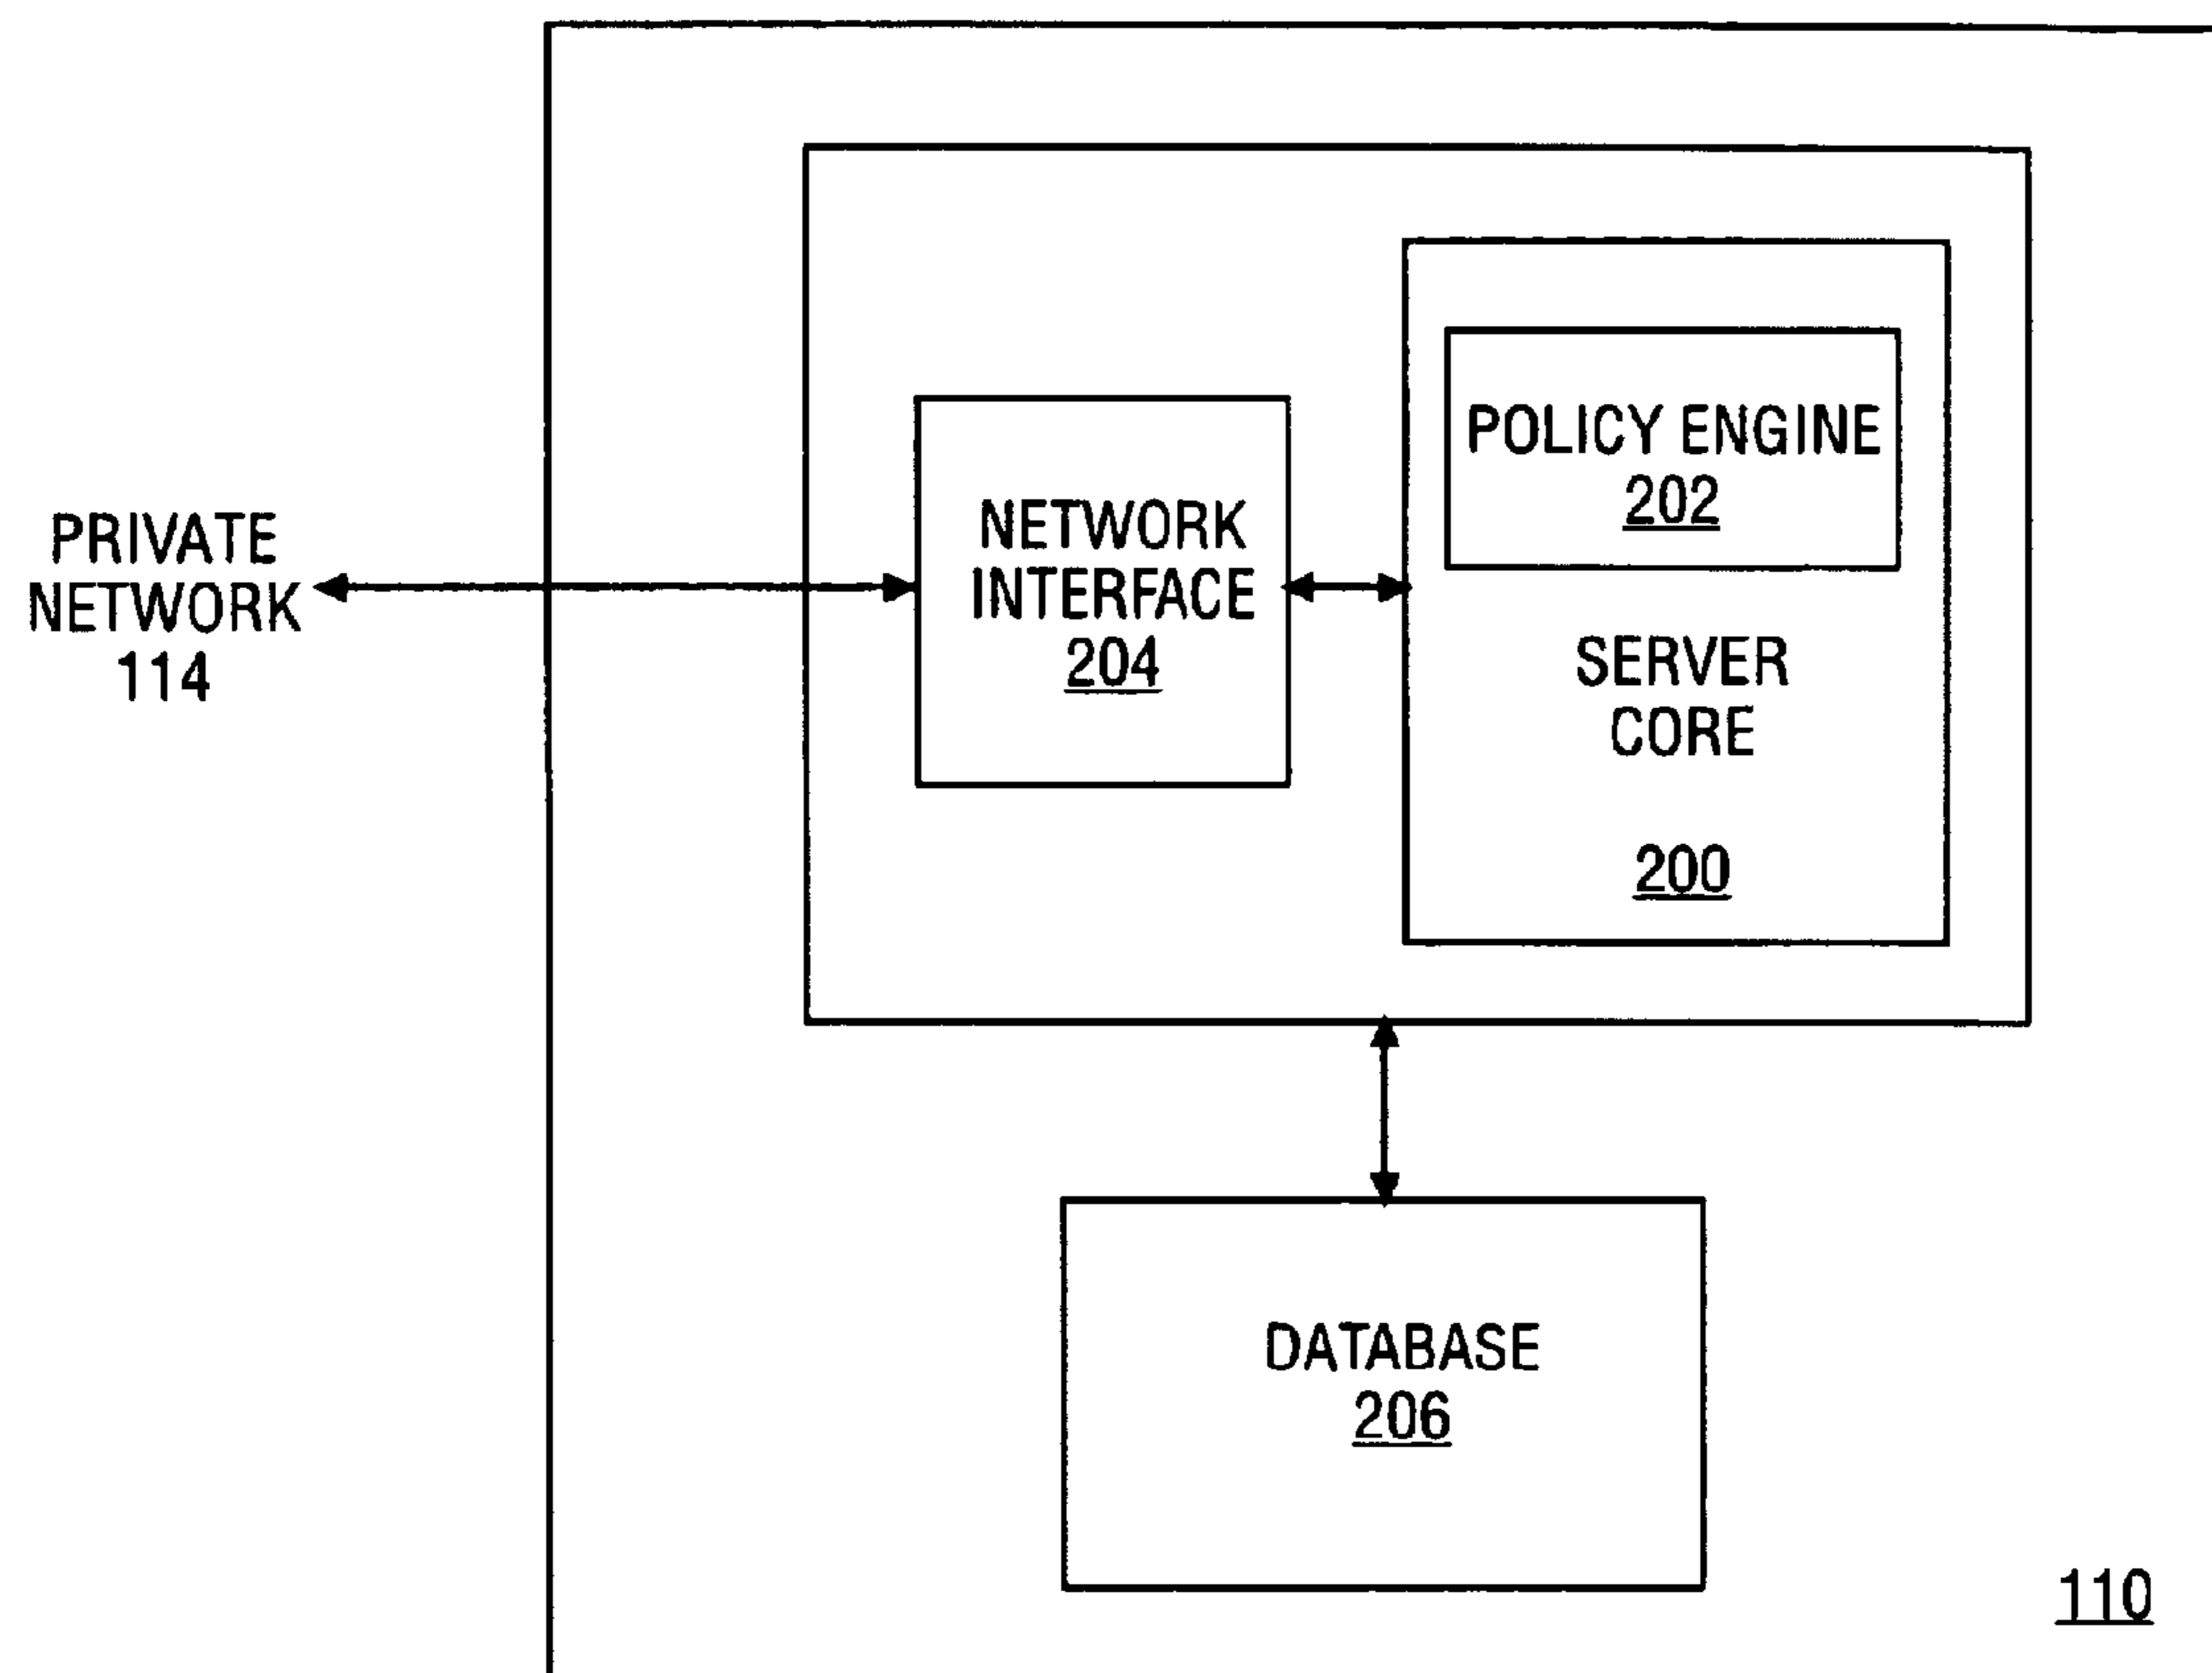 PRIVATE
NETWORK
114
NETWORK
INTERFACE
204
POLICY ENGINE
202
SERVER
CORE
200
DATABASE
206
110